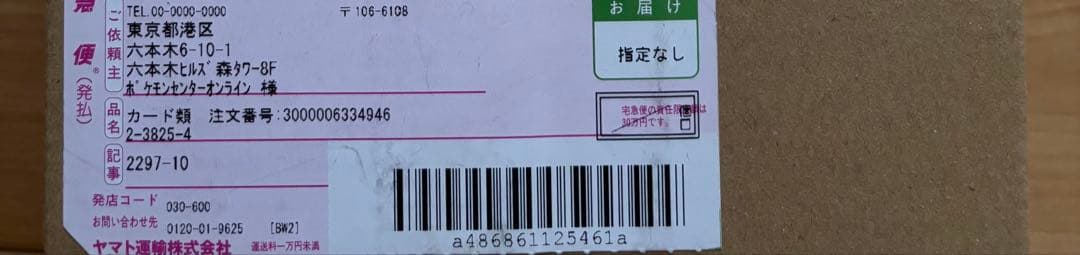 急便®(発払)
ご依頼主
TEL.00-0000-0000 〒106-6108
東京都港区
六本木6-10-1
六本木ヒルズ森タワー8F
ポケモンセンターオンライン 様
品名
カード類 注文番号:3000006334946
2-3825-4
記事
2297-10
発店コード 030-600
お問い合わせ先 0120-01-9625 [BW2]
ヤマト運輸株式会社 運送料一万円未満
お届け
指定なし
宅急便の責任限度額は
30万円です。
a486861125461a